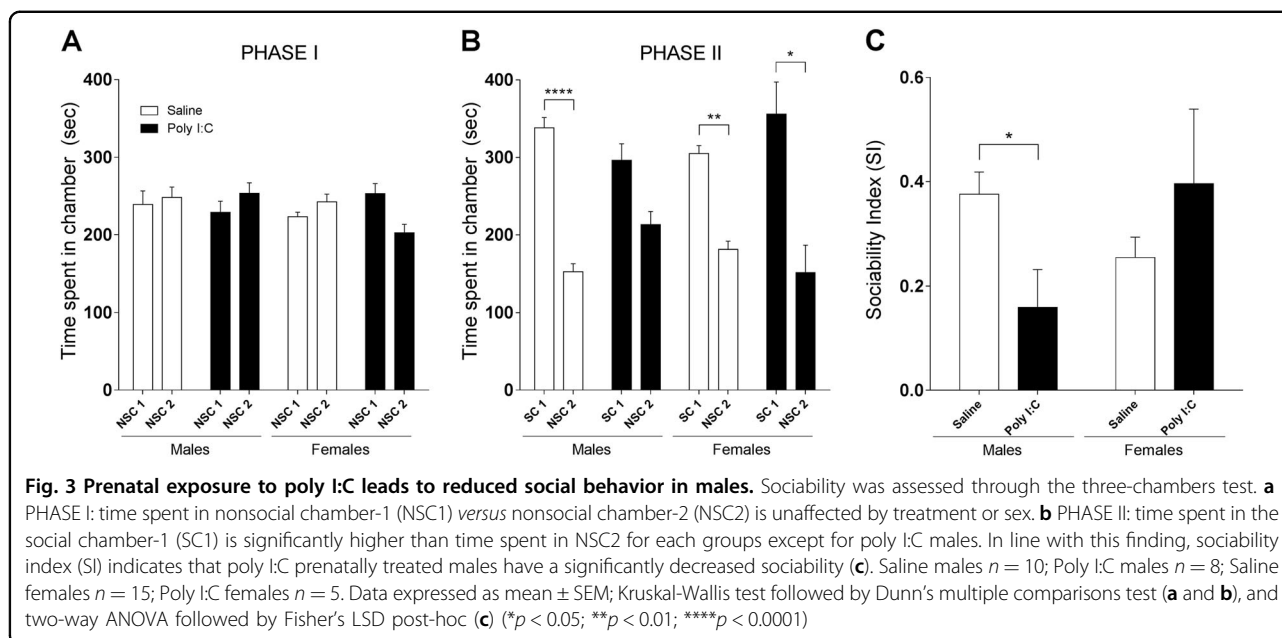 A
PHASE I
Time spent in chamber (sec)
400
300
200
100
0
Saline
Poly I:C
NSC 1
NSC 2
NSC 1
NSC 2
NSC 1
NSC 2
NSC 1
NSC 2
Males
Females
B
PHASE II
Time spent in chamber (sec)
400
300
200
100
0
****
**
*
SC 1
NSC 2
SC 1
NSC 2
SC 1
NSC 2
SC 1
NSC 2
Males
Females
C
Sociability Index (SI)
0.6
0.4
0.2
0.0
*
Saline
Poly I:C
Saline
Poly I:C
Males
Females
Fig. 3 Prenatal exposure to poly I:C leads to reduced social behavior in males. Sociability was assessed through the three-chambers test. a
PHASE I: time spent in nonsocial chamber-1 (NSC1) versus nonsocial chamber-2 (NSC2) is unaffected by treatment or sex. b PHASE II: time spent in the
social chamber-1 (SC1) is significantly higher than time spent in NSC2 for each groups except for poly I:C males. In line with this finding, sociability
index (SI) indicates that poly I:C prenatally treated males have a significantly decreased sociability (c). Saline males n = 10; Poly I:C males n = 8; Saline
females n = 15; Poly I:C females n = 5. Data expressed as mean ± SEM; Kruskal-Wallis test followed by Dunn's multiple comparisons test (a and b), and
two-way ANOVA followed by Fisher's LSD post-hoc (c) (*p < 0.05; **p < 0.01; ****p < 0.0001)